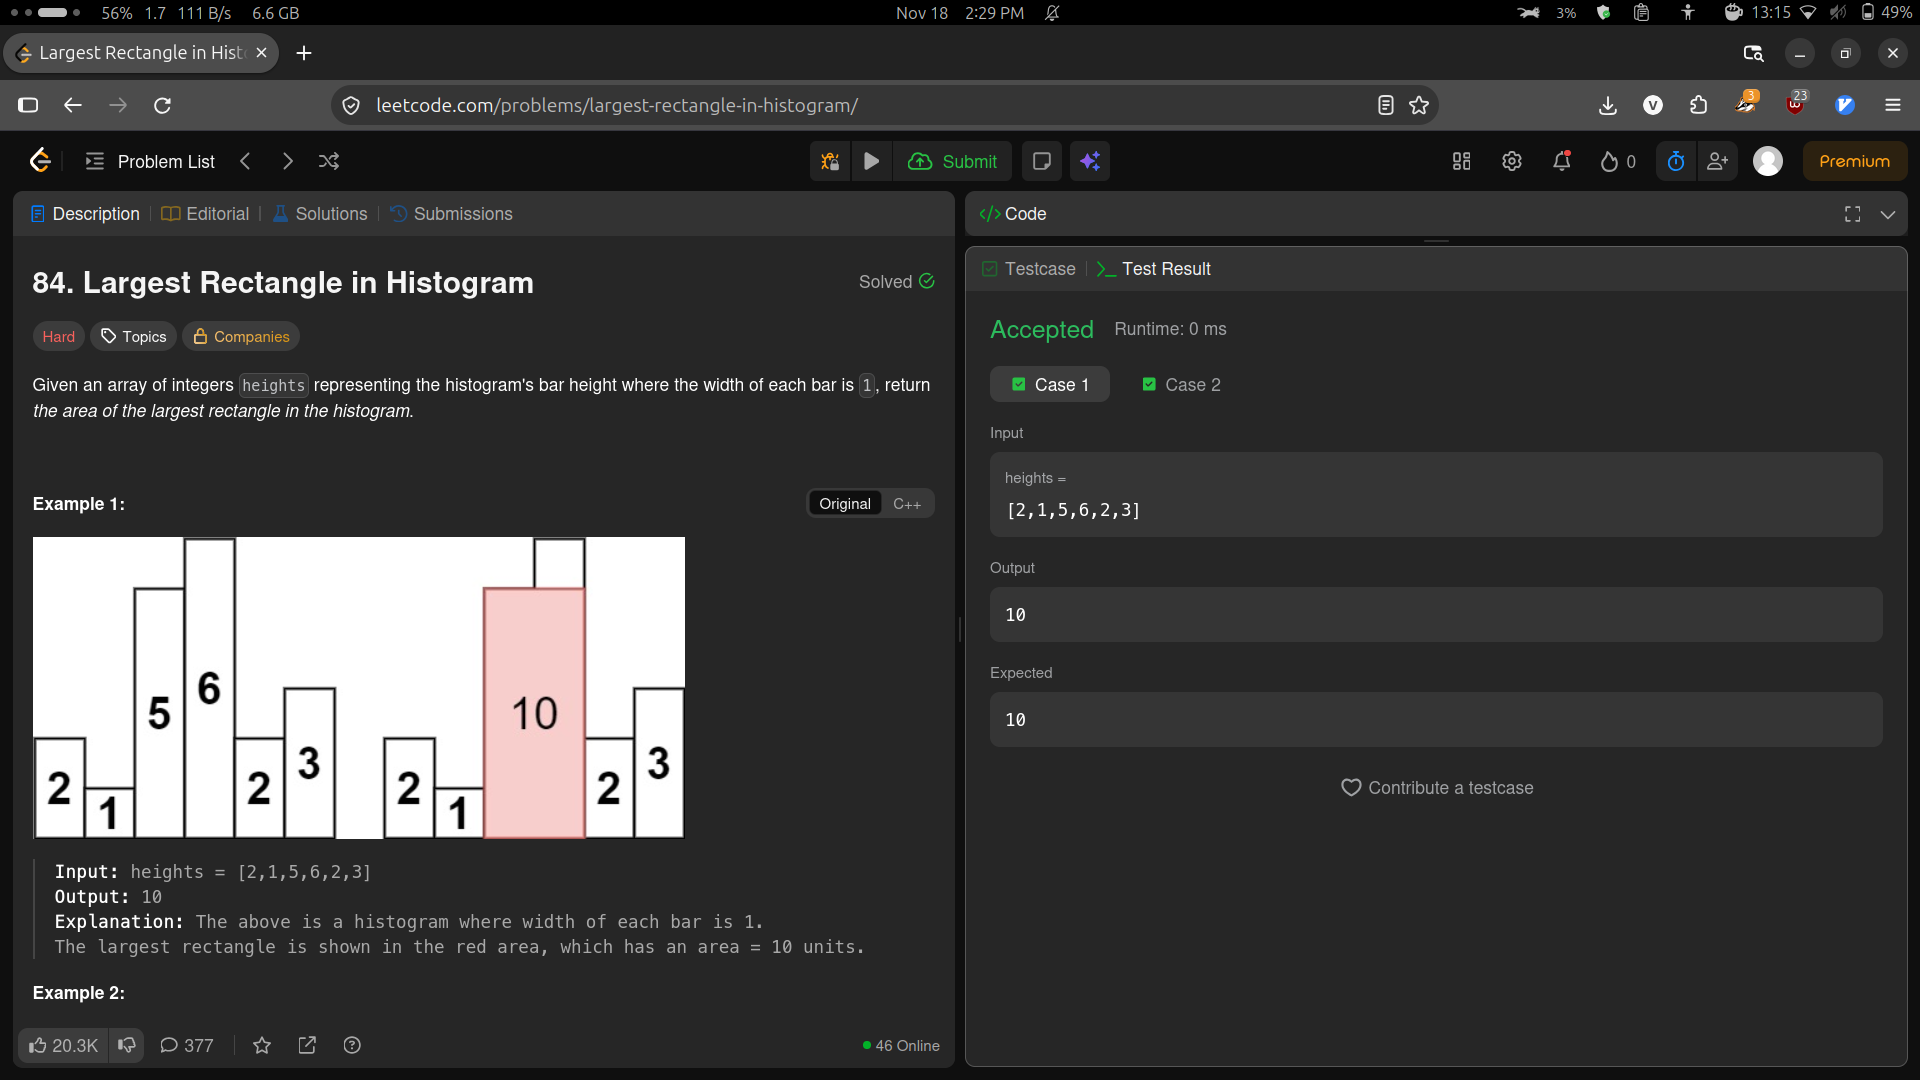 56% 1.7 111 B/s 6.6 GB Nov 18 2:29 PM 3% 13:15 49%
Largest Rectangle in Hist
leetcode.com/problems/largest-rectangle-in-histogram/ V 3 23
Problem List Submit 0 Premium
Description Editorial Solutions Submissions
84. Largest Rectangle in Histogram Solved
Hard Topics Companies
Given an array of integers heights representing the histogram's bar height where the width of each bar is 1, return
the area of the largest rectangle in the histogram.
Example 1: Original C++
2 1 5 6 2 3 2 1 10 2 3
Input: heights = [2,1,5,6,2,3]
Output: 10
Explanation: The above is a histogram where width of each bar is 1.
The largest rectangle is shown in the red area, which has an area = 10 units.
Example 2:
20.3K 377 46 Online
</> Code
Testcase >_ Test Result
Accepted Runtime: 0 ms
Case 1 Case 2
Input
heights =
[2,1,5,6,2,3]
Output
10
Expected
10
Contribute a testcase